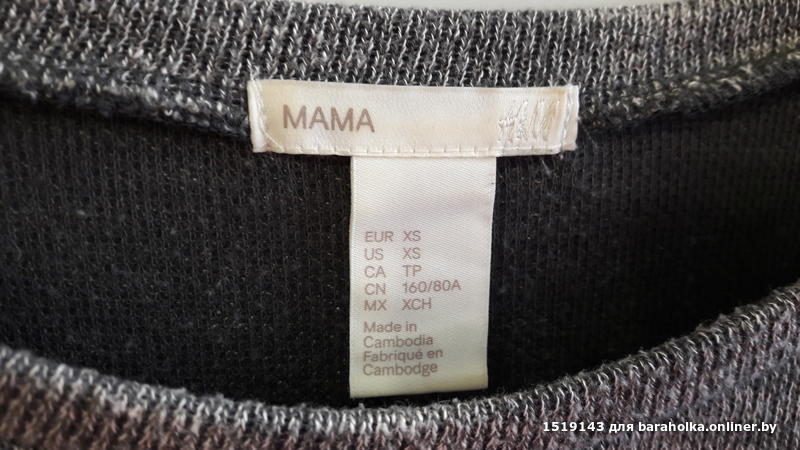 MAMA H&M
EUR XS
US XS
CA TP
CN 160/80A
MX XCH
Made in
Cambodia
Fabriqué en
Cambodge
1519143 для baraholka.onliner.by